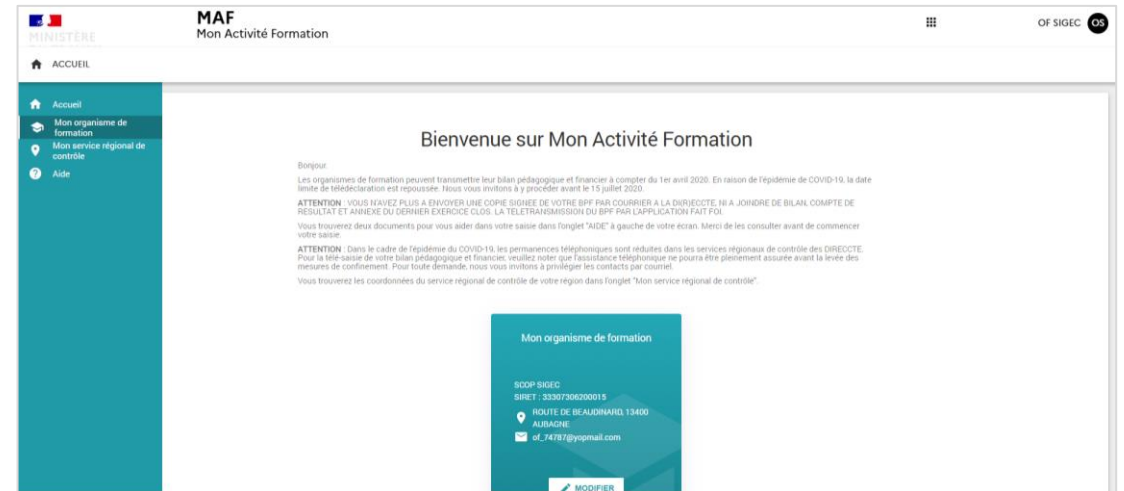 MINISTÈRE
MAF
Mon Activité Formation
OF SIGEC OS
ACCUEIL
Accueil
Mon organisme de
formation
Mon service régional de
contrôle
Aide
Bienvenue sur Mon Activité Formation
Bonjour.
Les organismes de formation peuvent transmettre leur bilan pédagogique et financier à compter du 1er avril 2020. En raison de l'épidémie de COVID-19, la date
limite de télédéclaration est repoussée. Nous vous invitons à y procéder avant le 15 juillet 2020.
ATTENTION : VOUS N'AVEZ PLUS A ENVOYER UNE COPIE SIGNEE DE VOTRE BPF PAR COURRIER A LA DI(R)ECCTE, NI A JOINDRE DE BILAN, COMPTE DE
RESULTAT ET ANNEXE DU DERNIER EXERCICE CLOS. LA TELETRANSMISSION DU BPF PAR L'APPLICATION FAIT FOI.
Vous trouverez deux documents pour vous aider dans votre saisie dans l'onglet "AIDE" à gauche de votre écran. Merci de les consulter avant de commencer
votre saisie.
ATTENTION : Dans le cadre de l'épidémie du COVID-19, les permanences téléphoniques sont réduites dans les services régionaux de contrôle des DIRECCTE.
Pour la télé-saisie de votre bilan pédagogique et financier, veuillez noter que l'assistance téléphonique ne pourra être pleinement assurée avant la levée des
mesures de confinement. Pour toute demande, nous vous invitons à privilégier les contacts par courriel.
Vous trouverez les coordonnées du service régional de contrôle de votre région dans l'onglet "Mon service régional de contrôle".
Mon organisme de formation
SCOP SIGEC
SIRET : 33307306200015
ROUTE DE BEAUDINARD, 13400
AUBAGNE
of_74787@yopmail.com
MODIFIER